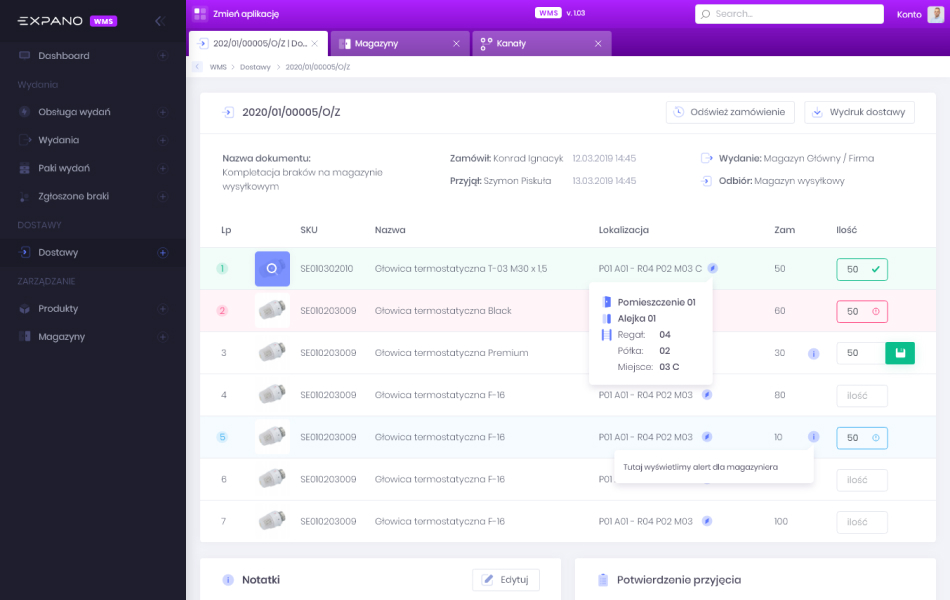 EXPANO WMS
Zmień aplikację
WMS v. 1.03
Search...
Konto
202/01/00005/O/Z | Do...
Magazyny
Kanały
WMS > Dostawy > 2020/01/00005/O/Z
Dashboard
Wydania
Obsługa wydań
Wydania
Paki wydań
Zgłoszone braki
DOSTAWY
Dostawy
ZARZĄDZANIE
Produkty
Magazyny
2020/01/00005/O/Z
Odśwież zamówienie
Wydruk dostawy
Nazwa dokumentu:
Kompletacja braków na magazynie
wysyłkowym
Zamówił: Konrad Ignacyk 12.03.2019 14:45
Przyjął: Szymon Piskuła 13.03.2019 14:45
Wydanie: Magazyn Główny / Firma
Odbiór: Magazyn wysyłkowy
Lp SKU Nazwa Lokalizacja Zam Ilość
1 SE010302010 Głowica termostatyczna T-03 M30 x 1,5 P01 A01 - R04 P02 M03 C 50 50
2 SE010203009 Głowica termostatyczna Black 60 50
3 SE010203009 Głowica termostatyczna Premium 30 50
Pomieszczenie 01
Alejka 01
Regał: 04
Półka: 02
Miejsce: 03 C
4 SE010203009 Głowica termostatyczna F-16 P01 A01 - R04 P02 M03 80 ilość
5 SE010203009 Głowica termostatyczna F-16 P01 A01 - R04 P02 M03 10 50
Tutaj wyświetlimy alert dla magazyniera
6 SE010203009 Głowica termostatyczna F-16 P01 ilość
7 SE010203009 Głowica termostatyczna F-16 P01 A01 - R04 P02 M03 100 ilość
Notatki
Edytuj
Potwierdzenie przyjęcia